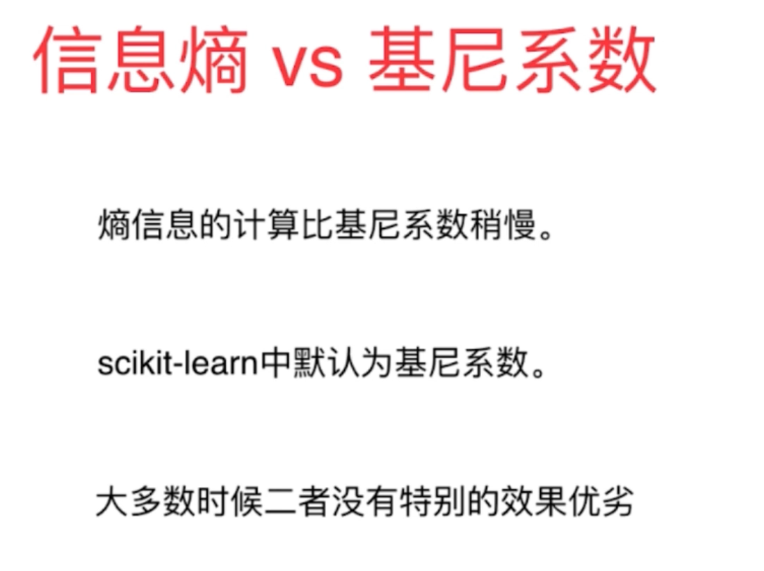 信息熵 vs 基尼系数
熵信息的计算比基尼系数稍慢。
scikit-learn中默认为基尼系数。
大多数时候二者没有特别的效果优劣